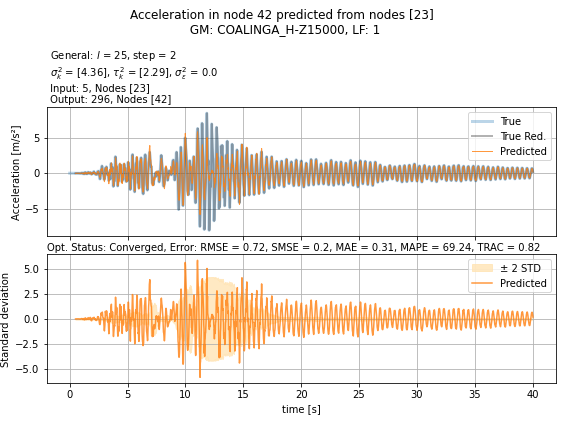 Acceleration in node 42 predicted from nodes [23]
GM: COALINGA_H-Z15000, LF: 1
General: l = 25, step = 2
σ²ₖ = [4.36], τ²ₖ = [2.29], σ²ε = 0.0
Input: 5, Nodes [23]
Output: 296, Nodes [42]
True
True Red.
Predicted
Acceleration [m/s²]
5
0
−5
Opt. Status: Converged, Error: RMSE = 0.72, SMSE = 0.2, MAE = 0.31, MAPE = 69.24, TRAC = 0.82
± 2 STD
Predicted
Standard deviation
5.0
2.5
0.0
−2.5
−5.0
0 5 10 15 20 25 30 35 40
time [s]